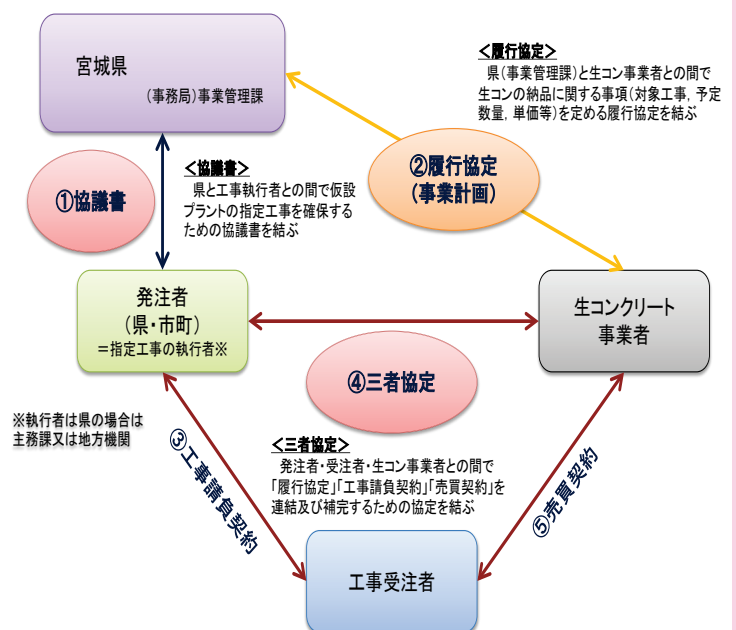 宮城県
(事務局)事業管理課
<履行協定>
県(事業管理課)と生コン事業者との間で
生コンの納品に関する事項(対象工事,予定
数量,単価等)を定める履行協定を結ぶ
②履行協定
(事業計画)
①協議書
<協議書>
県と工事執行者との間で仮設
プラントの指定工事を確保する
ための協議書を結ぶ
発注者
(県・市町)
=指定工事の執行者※
生コンクリート
事業者
④三者協定
※執行者は県の場合は
主務課又は地方機関
③工事請負契約
<三者協定>
発注者・受注者・生コン事業者との間で
「履行協定」「工事請負契約」「売買契約」を
連結及び補完するための協定を結ぶ
⑤売買契約
工事受注者